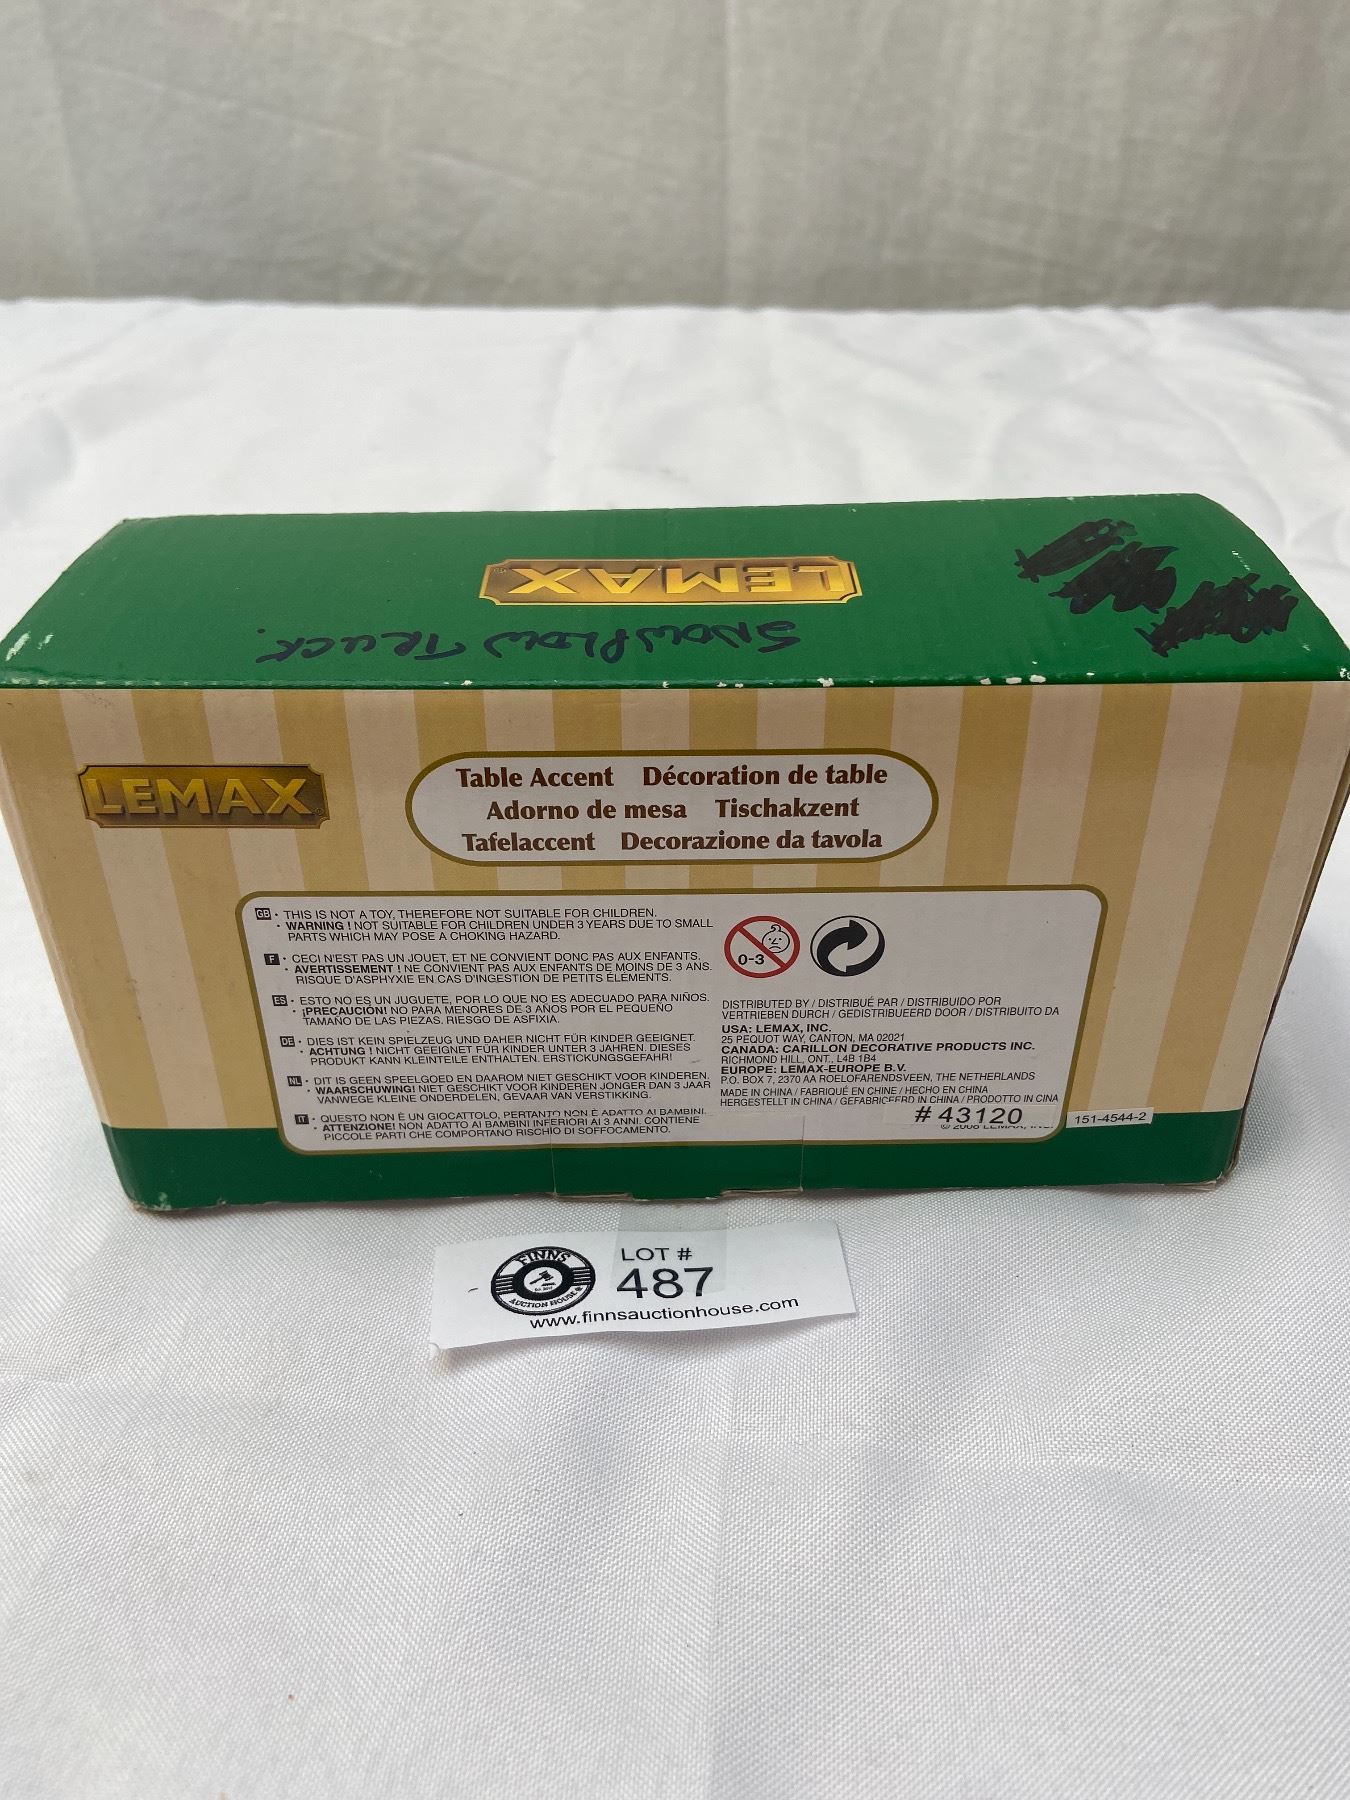 LEMAX
SNOWPLOW TRUCK.
LEMAX
Table Accent Décoration de table
Adorno de mesa Tischakzent
Tafelaccent Decorazione da tavola
GB • THIS IS NOT A TOY, THEREFORE NOT SUITABLE FOR CHILDREN.
• WARNING ! NOT SUITABLE FOR CHILDREN UNDER 3 YEARS DUE TO SMALL
PARTS WHICH MAY POSE A CHOKING HAZARD.
F • CECI N'EST PAS UN JOUET, ET NE CONVIENT DONC PAS AUX ENFANTS.
• AVERTISSEMENT ! NE CONVIENT PAS AUX ENFANTS DE MOINS DE 3 ANS.
RISQUE D'ASPHYXIE EN CAS D'INGESTION DE PETITS ÉLÉMENTS.
ES • ESTO NO ES UN JUGUETE, POR LO QUE NO ES ADECUADO PARA NIÑOS.
• ¡PRECAUCIÓN! NO PARA MENORES DE 3 AÑOS POR EL PEQUEÑO
TAMAÑO DE LAS PIEZAS. RIESGO DE ASFIXIA.
DE • DIES IST KEIN SPIELZEUG UND DAHER NICHT FÜR KINDER GEEIGNET.
• ACHTUNG ! NICHT GEEIGNET FÜR KINDER UNTER 3 JAHREN. DIESES
PRODUKT KANN KLEINTEILE ENTHALTEN. ERSTICKUNGSGEFAHR!
NL • DIT IS GEEN SPEELGOED EN DAAROM NIET GESCHIKT VOOR KINDEREN.
• WAARSCHUWING! NIET GESCHIKT VOOR KINDEREN JONGER DAN 3 JAAR
VANWEGE KLEINE ONDERDELEN, GEVAAR VAN VERSTIKKING.
IT • QUESTO NON È UN GIOCATTOLO, PERTANTO NON È ADATTO AI BAMBINI.
• ATTENZIONE! NON ADATTO AI BAMBINI INFERIORI AI 3 ANNI. CONTIENE
PICCOLE PARTI CHE COMPORTANO RISCHIO DI SOFFOCAMENTO.
0-3
DISTRIBUTED BY / DISTRIBUÉ PAR / DISTRIBUIDO POR
VERTRIEBEN DURCH / GEDISTRIBUEERD DOOR / DISTRIBUITO DA
USA: LEMAX, INC.
25 PEQUOT WAY, CANTON, MA 02021
CANADA: CARILLON DECORATIVE PRODUCTS INC.
RICHMOND HILL, ONT., L4B 1B4
EUROPE: LEMAX-EUROPE B.V.
P.O. BOX 7, 2370 AA ROELOFARENDSVEEN, THE NETHERLANDS
MADE IN CHINA / FABRIQUÉ EN CHINE / HECHO EN CHINA
HERGESTELLT IN CHINA / GEFABRICEERD IN CHINA / PRODOTTO IN CINA
# 43120
© 2008 LEMAX, INC.
151-4544-2
FINNS
AUCTION HOUSE
LOT #
487
www.finnsauctionhouse.com